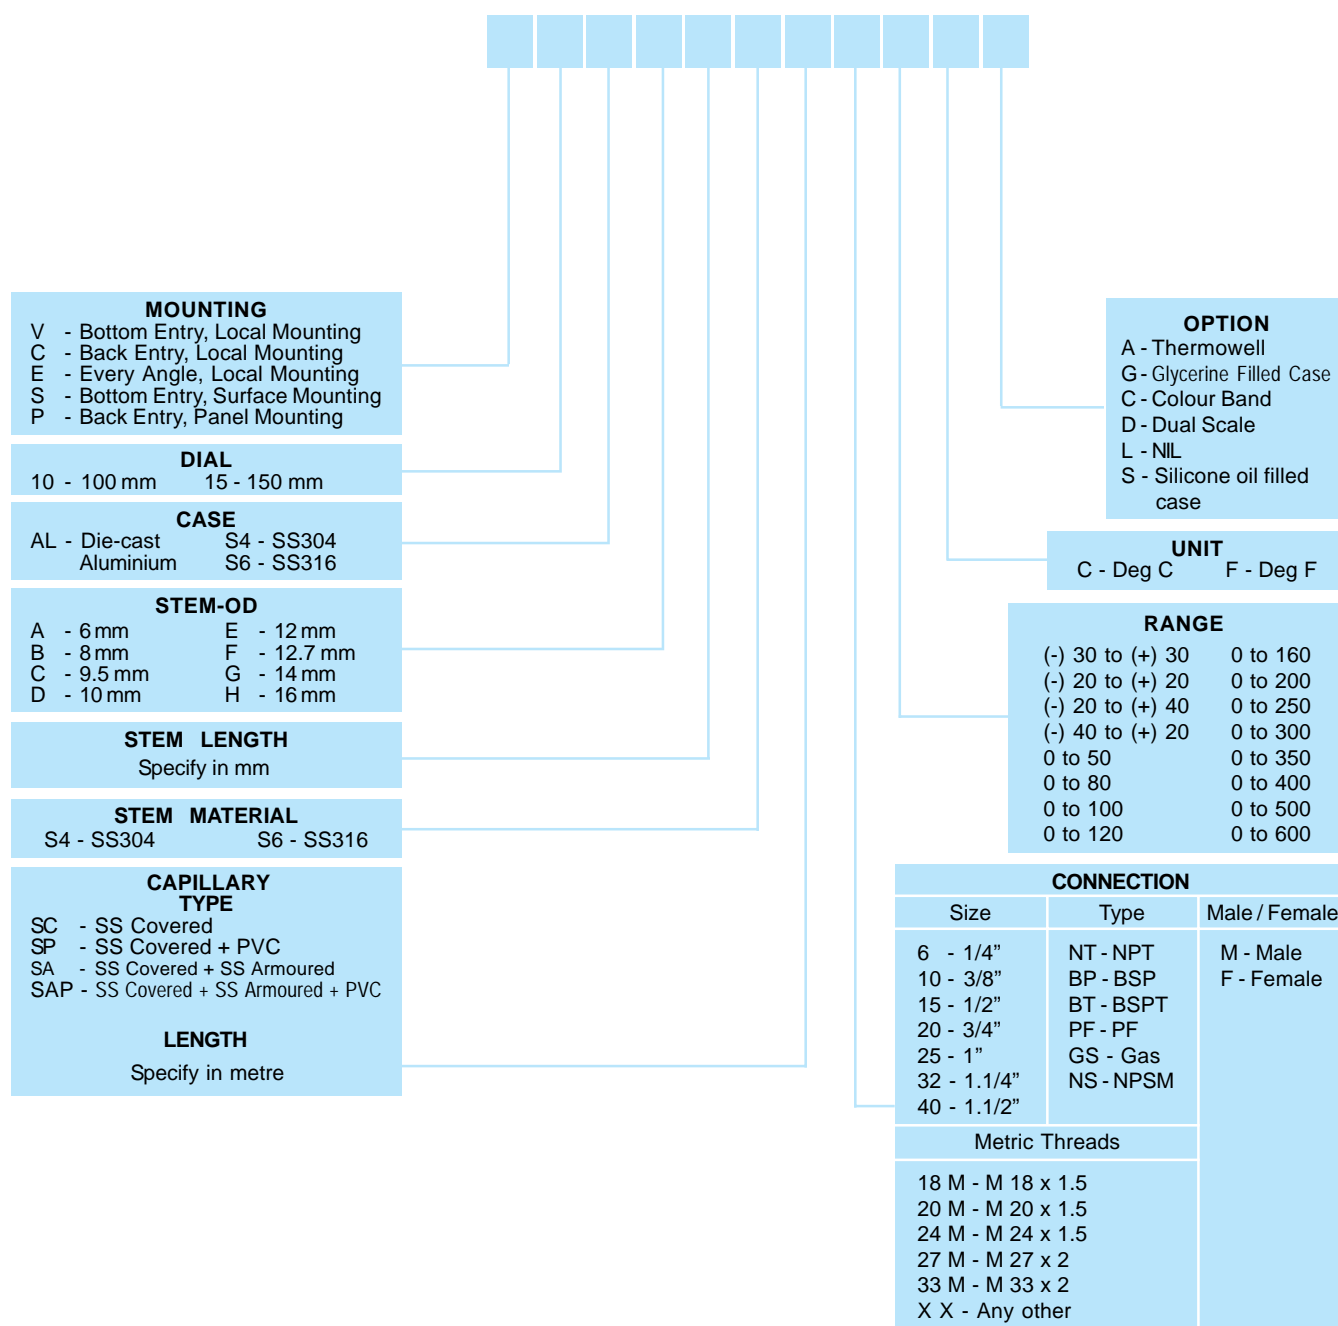 MOUNTING
V - Bottom Entry, Local Mounting
C - Back Entry, Local Mounting
E - Every Angle, Local Mounting
S - Bottom Entry, Surface Mounting
P - Back Entry, Panel Mounting
DIAL
10 - 100 mm 15 - 150 mm
CASE
AL - Die-cast S4 - SS304
Aluminium S6 - SS316
STEM-OD
A - 6 mm E - 12 mm
B - 8 mm F - 12.7 mm
C - 9.5 mm G - 14 mm
D - 10 mm H - 16 mm
STEM LENGTH
Specify in mm
STEM MATERIAL
S4 - SS304 S6 - SS316
CAPILLARY
TYPE
SC - SS Covered
SP - SS Covered + PVC
SA - SS Covered + SS Armoured
SAP - SS Covered + SS Armoured + PVC
LENGTH
Specify in metre
OPTION
A - Thermowell
G - Glycerine Filled Case
C - Colour Band
D - Dual Scale
L - NIL
S - Silicone oil filled
case
UNIT
C - Deg C F - Deg F
RANGE
(-) 30 to (+) 30 0 to 160
(-) 20 to (+) 20 0 to 200
(-) 20 to (+) 40 0 to 250
(-) 40 to (+) 20 0 to 300
0 to 50 0 to 350
0 to 80 0 to 400
0 to 100 0 to 500
0 to 120 0 to 600
CONNECTION
Size Type Male / Female
6 - 1/4” NT - NPT M - Male
10 - 3/8” BP - BSP F - Female
15 - 1/2” BT - BSPT
20 - 3/4” PF - PF
25 - 1” GS - Gas
32 - 1.1/4” NS - NPSM
40 - 1.1/2”
Metric Threads
18 M - M 18 x 1.5
20 M - M 20 x 1.5
24 M - M 24 x 1.5
27 M - M 27 x 2
33 M - M 33 x 2
X X - Any other